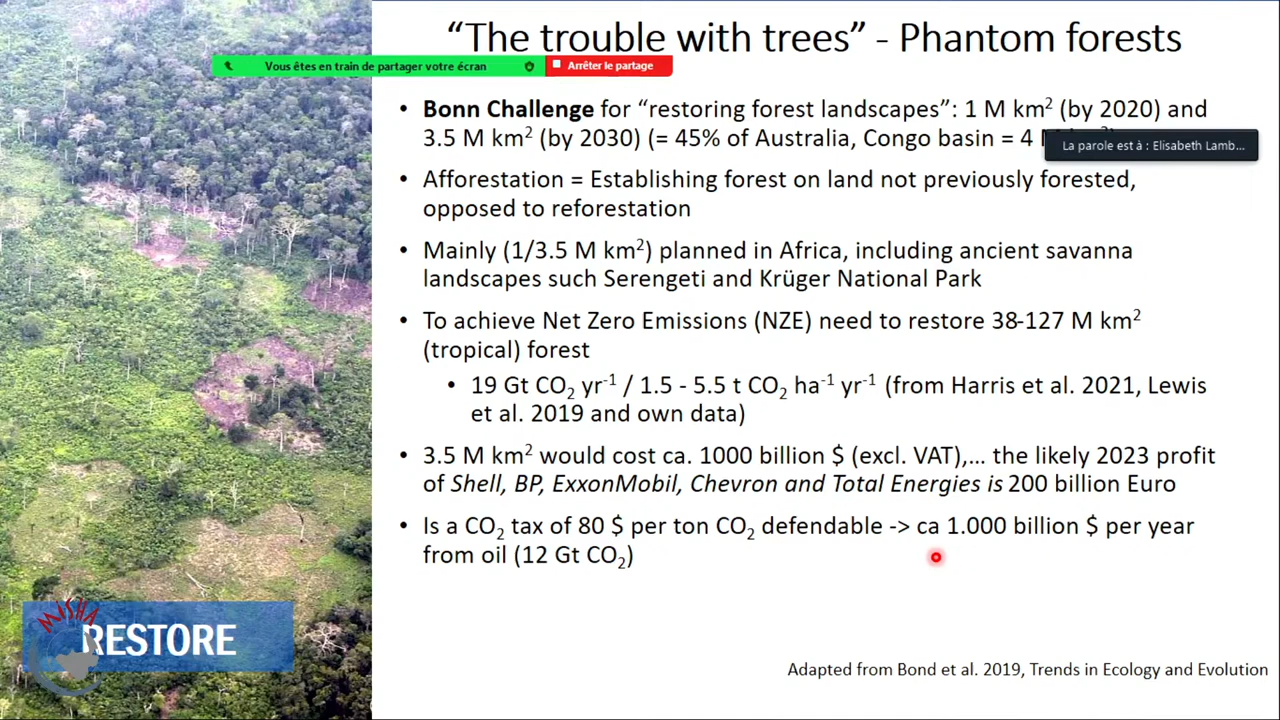 “The trouble with trees” - Phantom forests
Vous êtes en train de partager votre écran
Arrêter le partage
• Bonn Challenge for “restoring forest landscapes”: 1 M km² (by 2020) and
3.5 M km² (by 2030) (= 45% of Australia, Congo basin = 4
La parole est à : Elisabeth Lamb...
• Afforestation = Establishing forest on land not previously forested,
opposed to reforestation
• Mainly (1/3.5 M km²) planned in Africa, including ancient savanna
landscapes such Serengeti and Krüger National Park
• To achieve Net Zero Emissions (NZE) need to restore 38-127 M km²
(tropical) forest
• 19 Gt CO₂ yr⁻¹ / 1.5 - 5.5 t CO₂ ha⁻¹ yr⁻¹ (from Harris et al. 2021, Lewis
et al. 2019 and own data)
• 3.5 M km² would cost ca. 1000 billion $ (excl. VAT),... the likely 2023 profit
of Shell, BP, ExxonMobil, Chevron and Total Energies is 200 billion Euro
• Is a CO₂ tax of 80 $ per ton CO₂ defendable -> ca 1.000 billion $ per year
from oil (12 Gt CO₂)
MISHA
RESTORE
Adapted from Bond et al. 2019, Trends in Ecology and Evolution